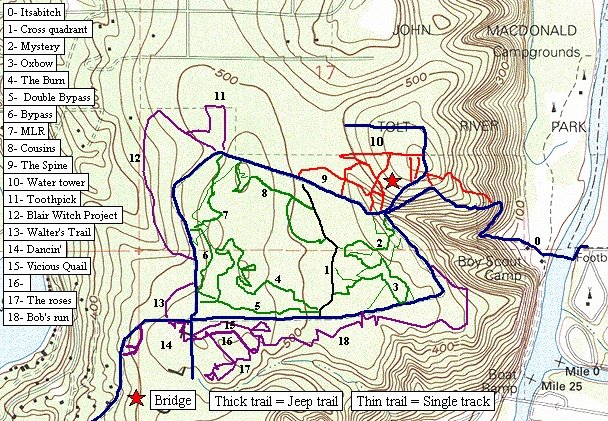 0- Itsabitch
1- Cross quadrant
2- Mystery
3- Oxbow
4- The Burn
5- Double Bypass
6- Bypass
7- MLR
8- Cousins
9- The Spine
10- Water tower
11- Toothpick
12- Blair Witch Project
13- Walter's Trail
14- Dancin'
15- Vicious Quail
16-
17- The roses
18- Bob's run
JOHN MACDONALD
Campgrounds
17
500
500
11
TOLT RIVER PARK
10
12
9
8
7
100
2
0
Footb
6
1
Boy Scout
Camp
4
3
13
5
400
15
14
16
18
500
17
400
Boat
Ramp
Mile 0
Mile 25
Bridge
Thick trail = Jeep trail
Thin trail = Single track